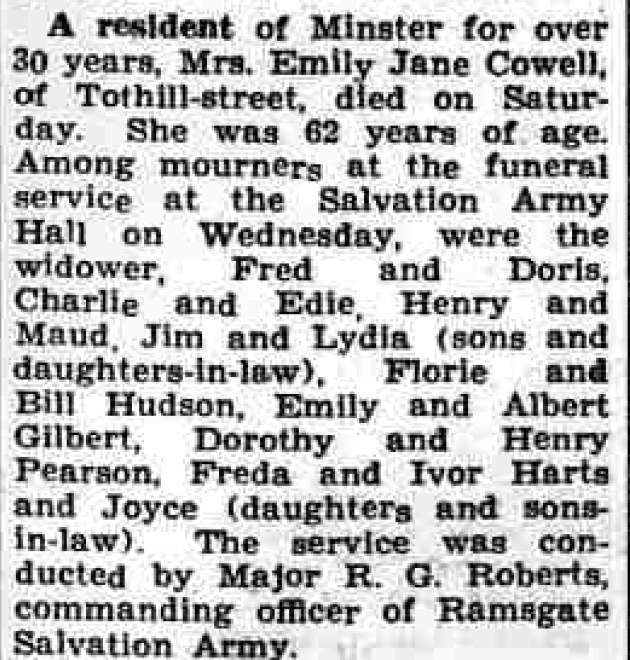 A resident of Minster for over
30 years, Mrs. Emily Jane Cowell,
of Tothill-street, died on Satur-
day. She was 62 years of age.
Among mourners at the funeral
service at the Salvation Army
Hall on Wednesday, were the
widower, Fred and Doris,
Charlie and Edie, Henry and
Maud, Jim and Lydia (sons and
daughters-in-law), Florie and
Bill Hudson, Emily and Albert
Gilbert, Dorothy and Henry
Pearson, Freda and Ivor Harts
and Joyce (daughters and sons-
in-law). The service was con-
ducted by Major R. G. Roberts,
commanding officer of Ramsgate
Salvation Army.